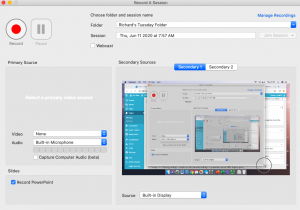 Record A Session
Choose folder and session name
Manage Recordings
Folder: Richard's Tuesday Folder
Record Pause
Session: Thu, Jun 11 2020 at 7:57 AM
Join Session
Webcast
Primary Source
Secondary Sources
Secondary 1 Secondary 2
Select a primary video source
Video: None
Audio: Built-in Microphone
Capture Computer Audio (beta)
Slides
Record PowerPoint
Source: Built-in Display